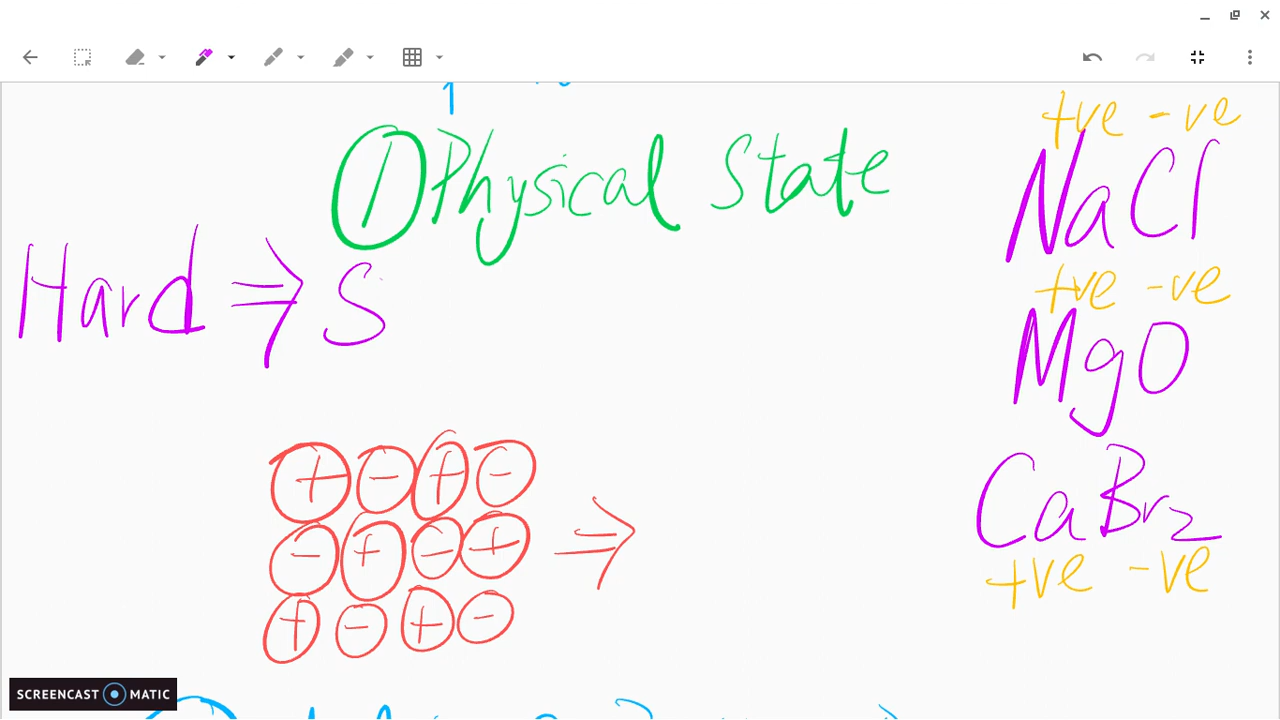 +ve -ve
① Physical State
NaCl
Hard ⇒ S
+ve -ve
MgO
+ - + -
CaBr2
- + - + ⇒
+ve -ve
+ - + -
SCREENCAST MATIC